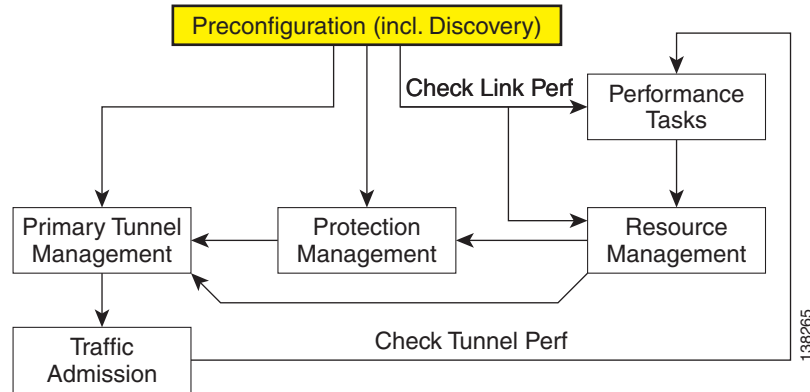 Preconfiguration (incl. Discovery)
Check Link Perf
Performance
Tasks
Primary Tunnel
Management
Protection
Management
Resource
Management
Traffic
Admission
Check Tunnel Perf
138265